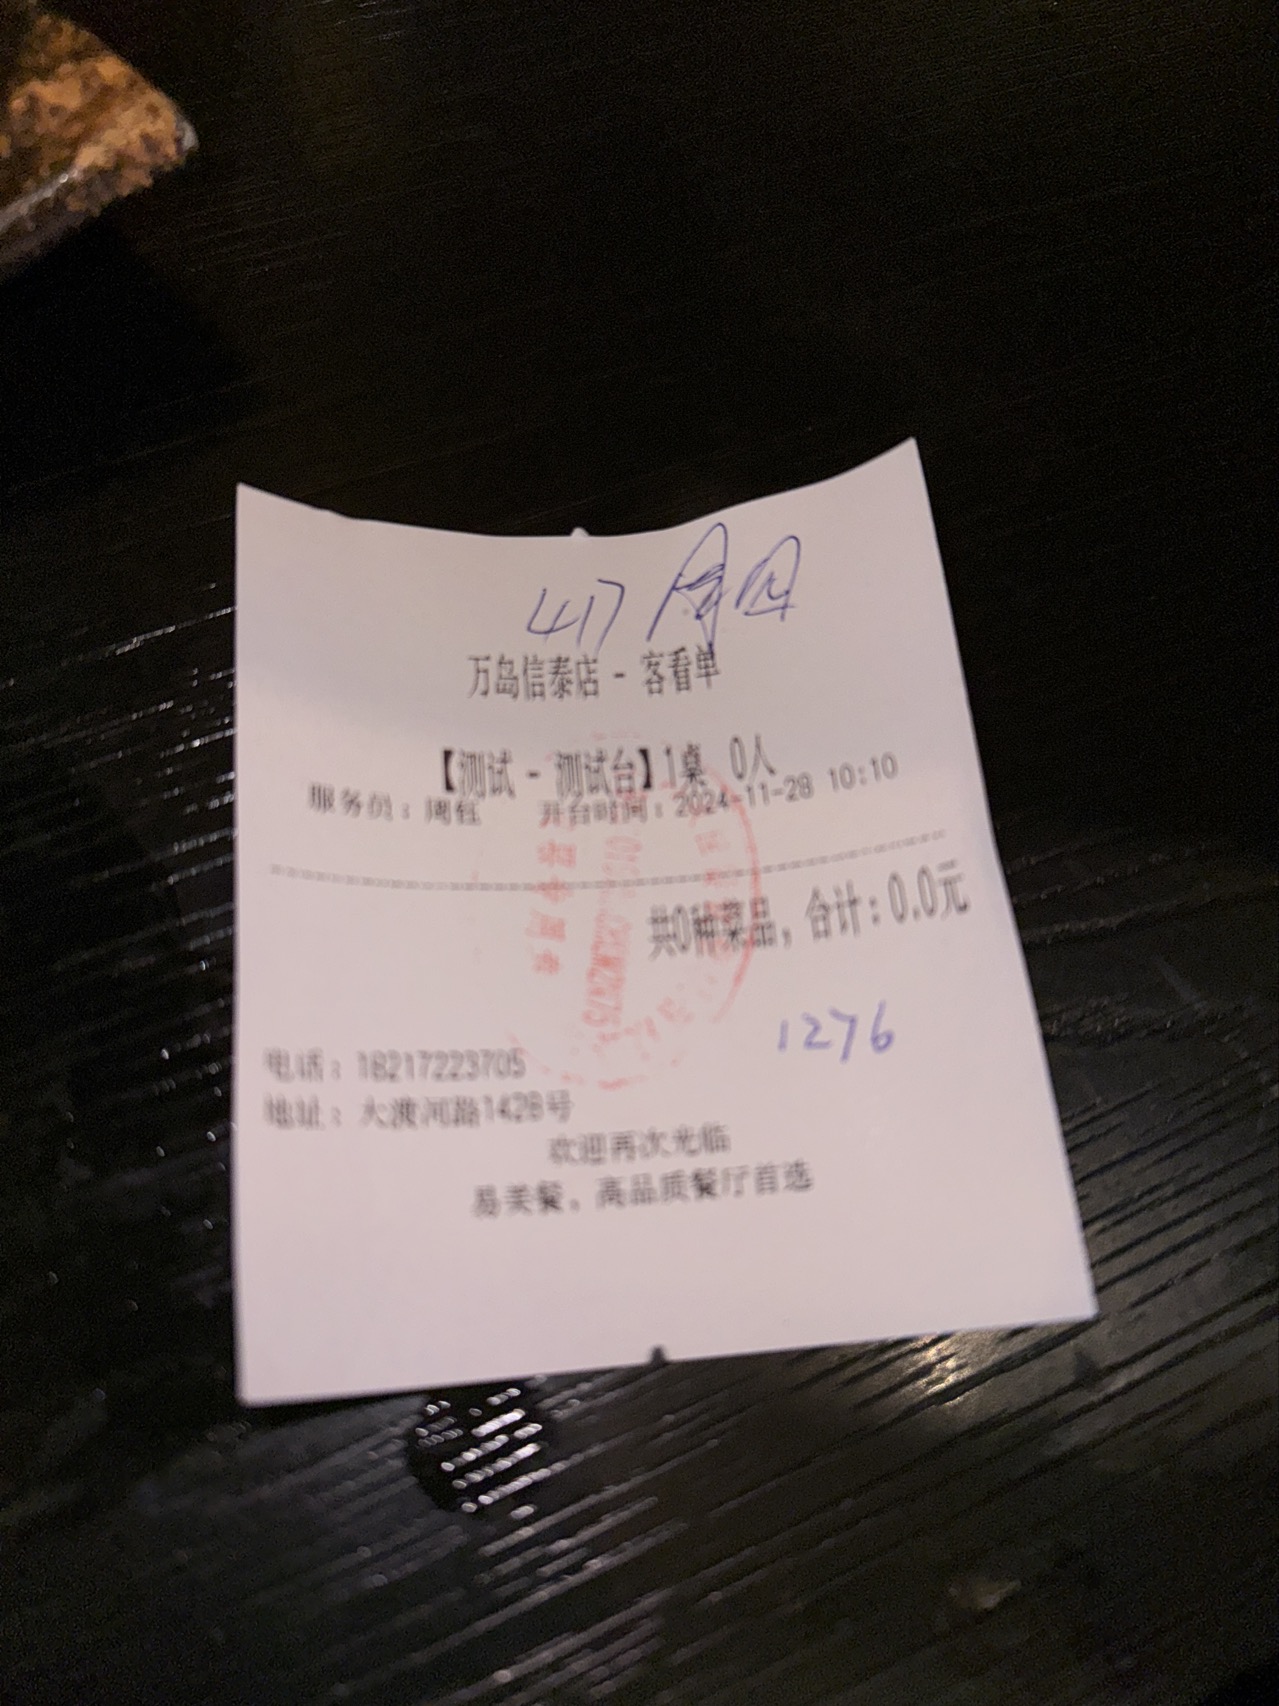 417 周四
万岛信泰店 - 客看单
【测试 - 测试台】1桌 0人
服务员：周钰 开台时间：2024-11-28 10:10
共0种菜品，合计：0.0元
1276
电话：18217223705
地址：大渡河路1428号
欢迎再次光临
易美餐，高品质餐厅首选